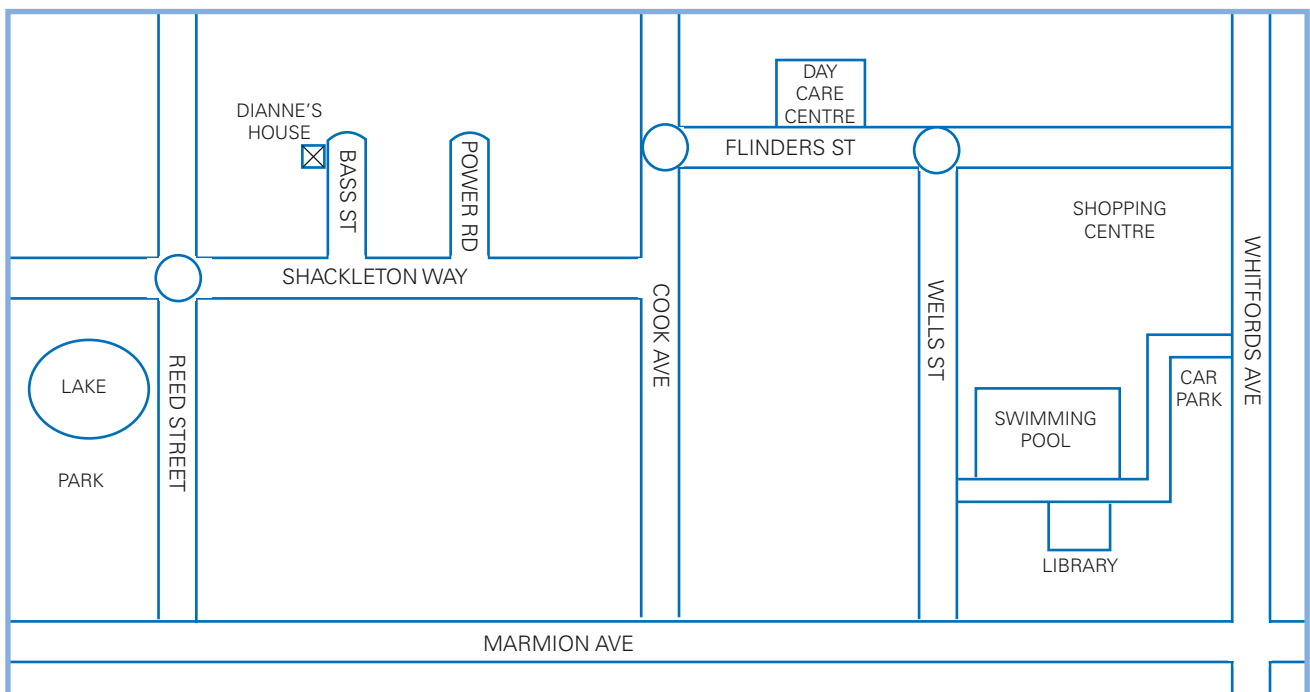 DAY
CARE
CENTRE
DIANNE'S
HOUSE
BASS ST
POWER RD
FLINDERS ST
SHOPPING
CENTRE
SHACKLETON WAY
COOK AVE
WELLS ST
WHITFORDS AVE
REED STREET
LAKE
CAR
PARK
SWIMMING
POOL
PARK
LIBRARY
MARMION AVE